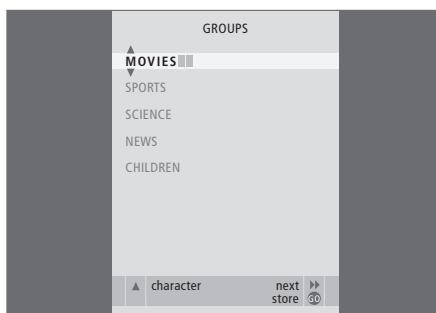 GROUPS
MOVIES
SPORTS
SCIENCE
NEWS
CHILDREN
character next
store GO